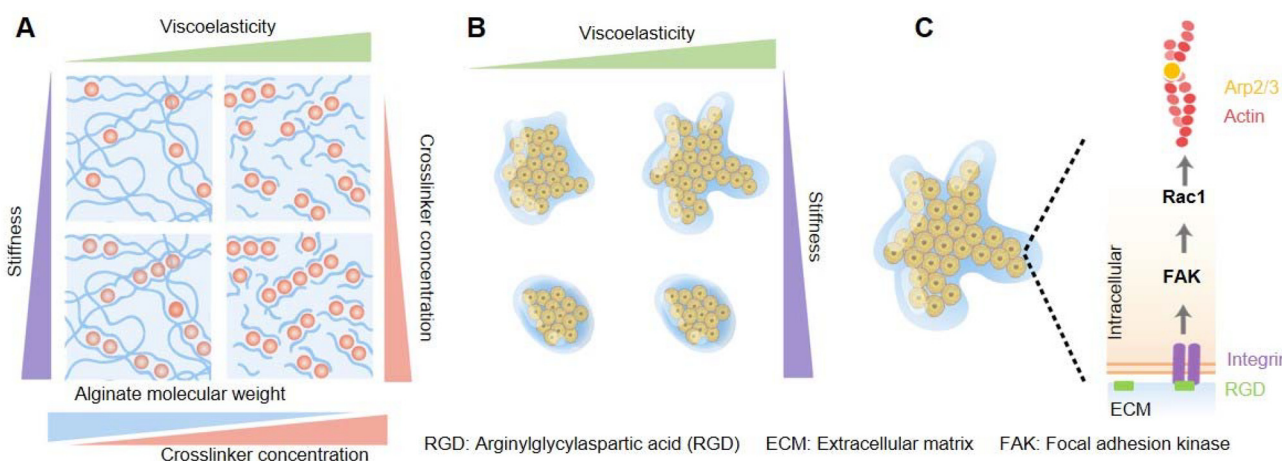 A
Viscoelasticity
Stiffness
Crosslinker concentration
Alginate molecular weight
Crosslinker concentration
B
Viscoelasticity
Stiffness
C
Arp2/3
Actin
Rac1
FAK
Intracellular
Integrin
RGD
ECM
RGD: Arginylglycylaspartic acid (RGD) ECM: Extracellular matrix FAK: Focal adhesion kinase